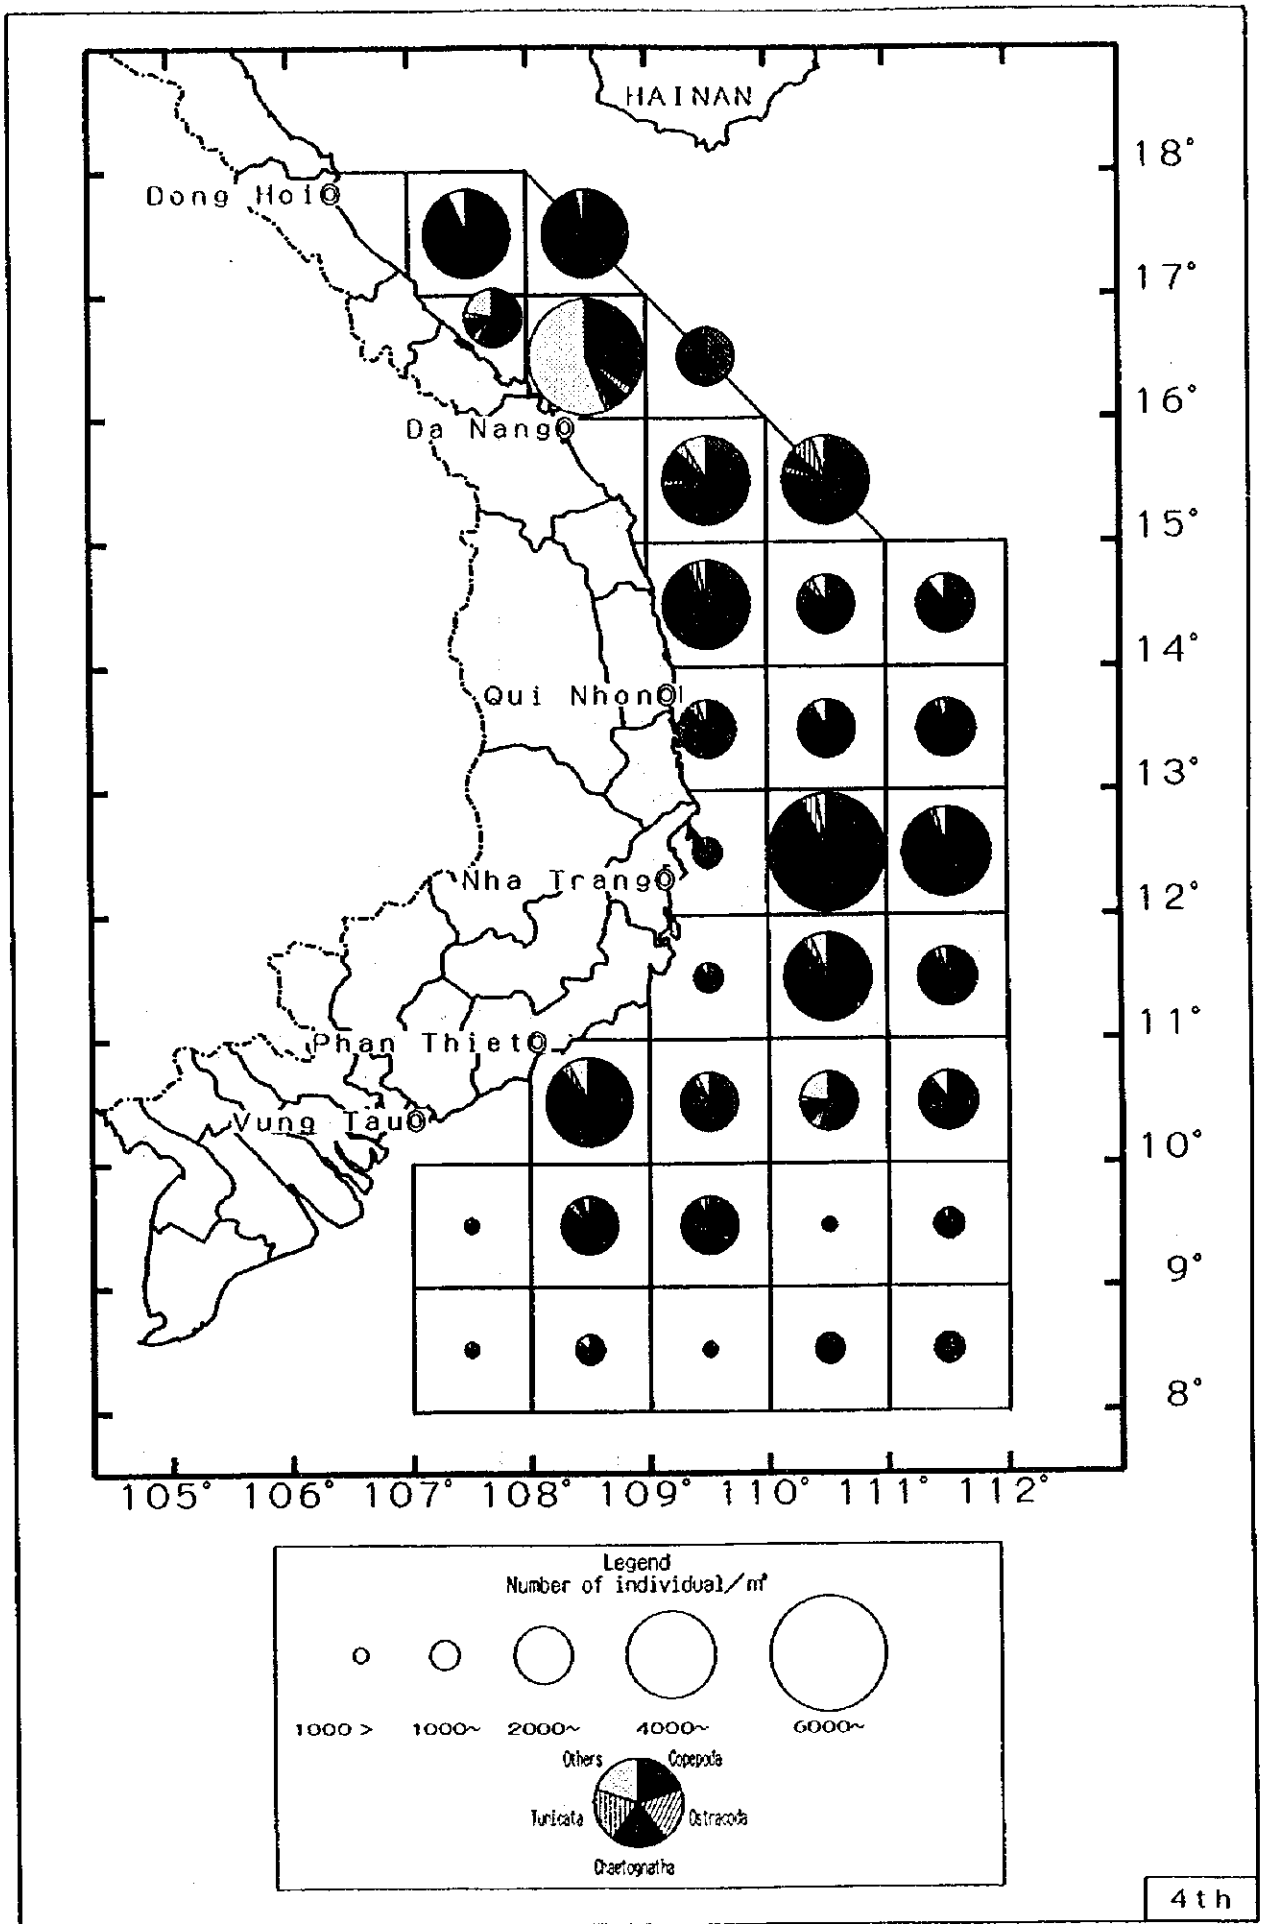 HAINAN
18°
Dong Hoi
17°
16°
Da Nang
15°
14°
Qui Nhon
13°
Nha Trang
12°
11°
Phan Thiet
Vung Tau
10°
9°
8°
105° 106° 107° 108° 109° 110° 111° 112°
Legend
Number of individual/m³
1000 > 1000~ 2000~ 4000~ 6000~
Others Copepoda
Tunicata Ostracoda
Chaetognatha
4th